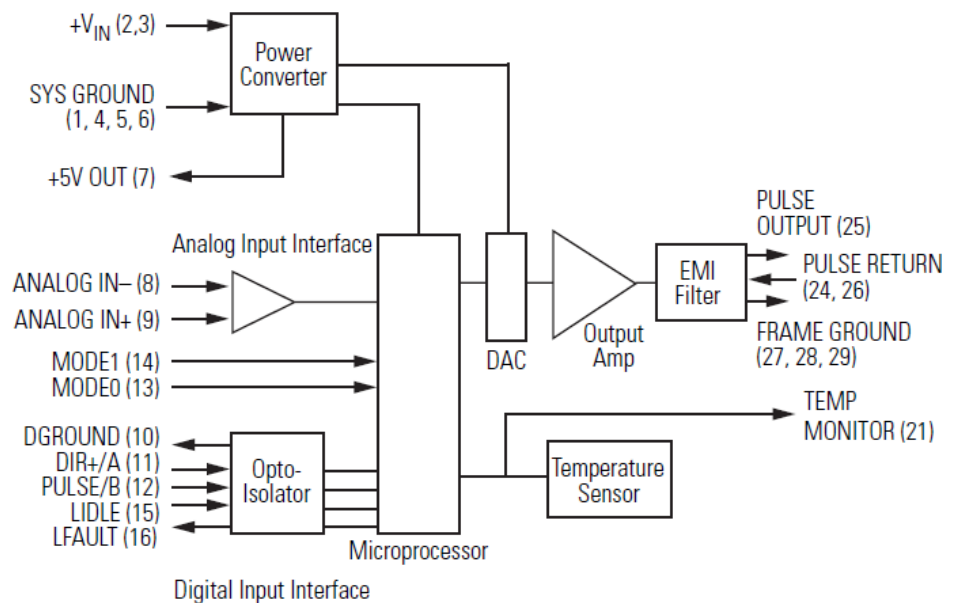 +VIN (2,3)
Power
Converter
SYS GROUND
(1, 4, 5, 6)
+5V OUT (7)
Analog Input Interface
ANALOG IN– (8)
ANALOG IN+ (9)
MODE1 (14)
MODE0 (13)
DGROUND (10)
DIR+/A (11)
PULSE/B (12)
LIDLE (15)
LFAULT (16)
Opto-
Isolator
Microprocessor
Digital Input Interface
DAC
Output
Amp
EMI
Filter
PULSE
OUTPUT (25)
PULSE RETURN
(24, 26)
FRAME GROUND
(27, 28, 29)
TEMP
MONITOR (21)
Temperature
Sensor